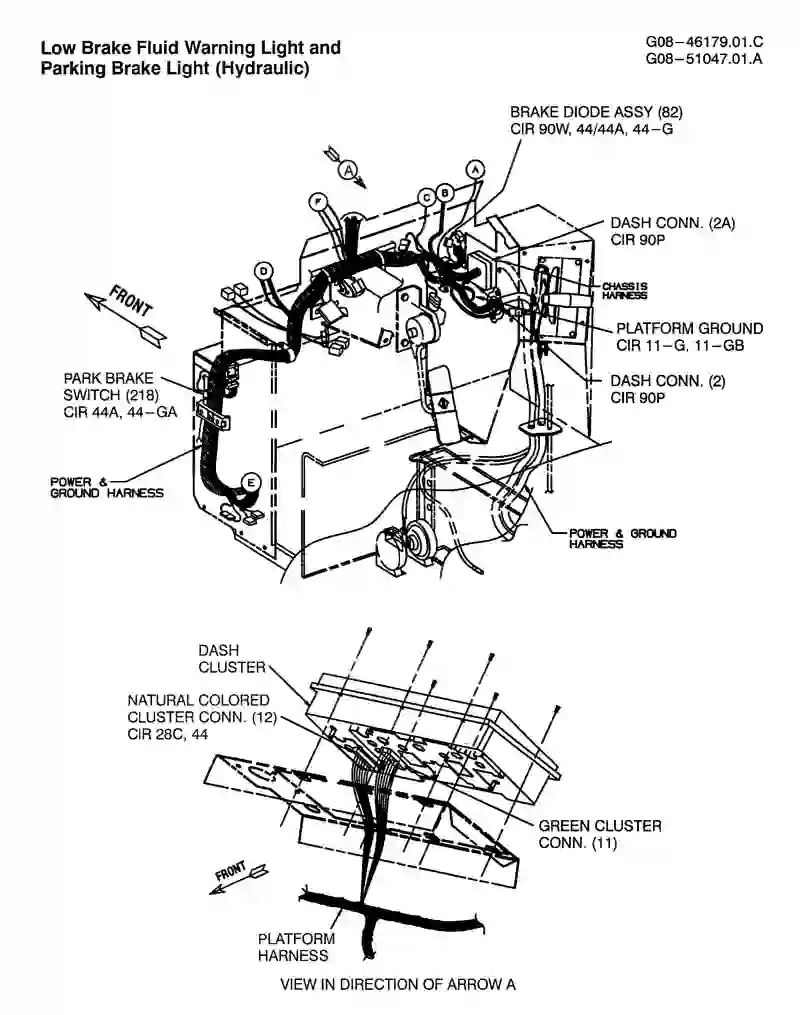 Low Brake Fluid Warning Light and
Parking Brake Light (Hydraulic)
G08-46179.01.C
G08-51047.01.A
BRAKE DIODE ASSY (82)
CIR 90W, 44/44A, 44-G
A
A
F
C
B
D
DASH CONN. (2A)
CIR 90P
CHASSIS
HARNESS
FRONT
PLATFORM GROUND
CIR 11-G, 11-GB
PARK BRAKE
SWITCH (218)
CIR 44A, 44-GA
DASH CONN. (2)
CIR 90P
POWER &
GROUND HARNESS
E
POWER & GROUND
HARNESS
DASH
CLUSTER
NATURAL COLORED
CLUSTER CONN. (12)
CIR 28C, 44
GREEN CLUSTER
CONN. (11)
FRONT
PLATFORM
HARNESS
VIEW IN DIRECTION OF ARROW A